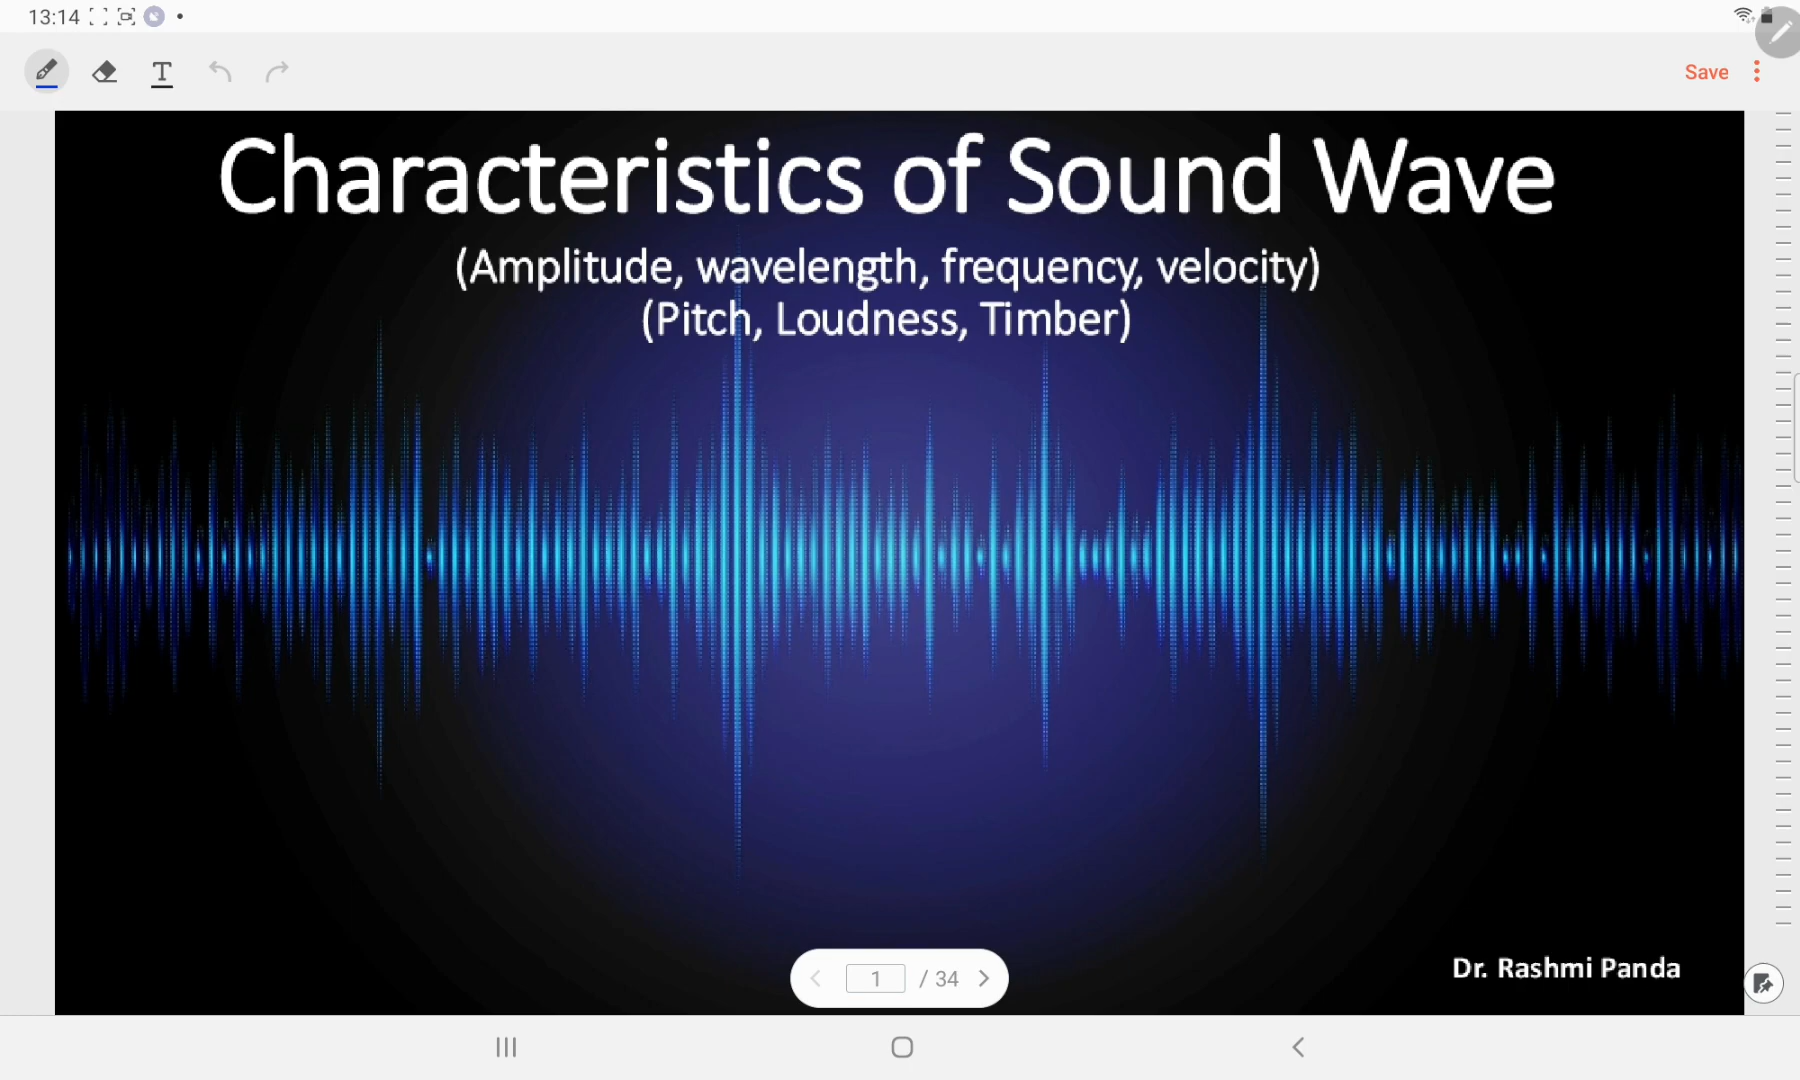 13:14
T
Save
Characteristics of Sound Wave
(Amplitude, wavelength, frequency, velocity)
(Pitch, Loudness, Timber)
Dr. Rashmi Panda
1 / 34